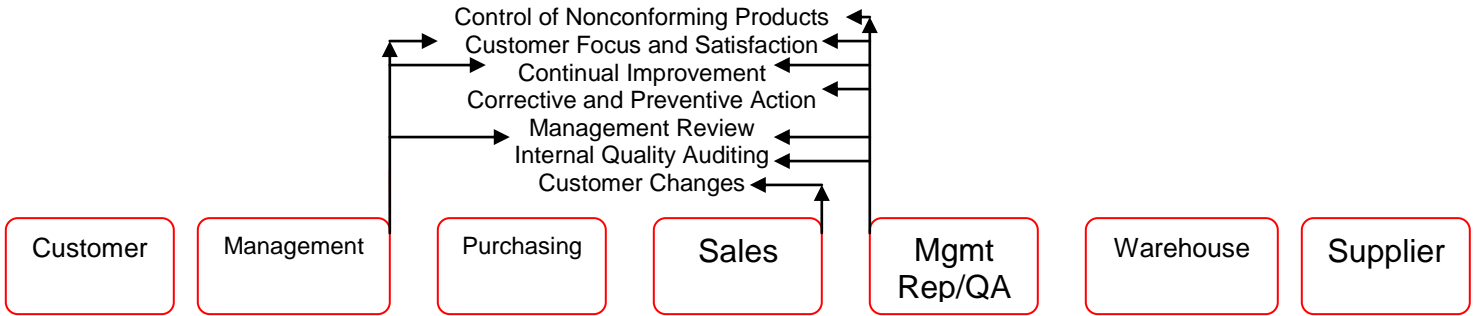 Control of Nonconforming Products
Customer Focus and Satisfaction
Continual Improvement
Corrective and Preventive Action
Management Review
Internal Quality Auditing
Customer Changes
Customer
Management
Purchasing
Sales
Mgmt
Rep/QA
Warehouse
Supplier